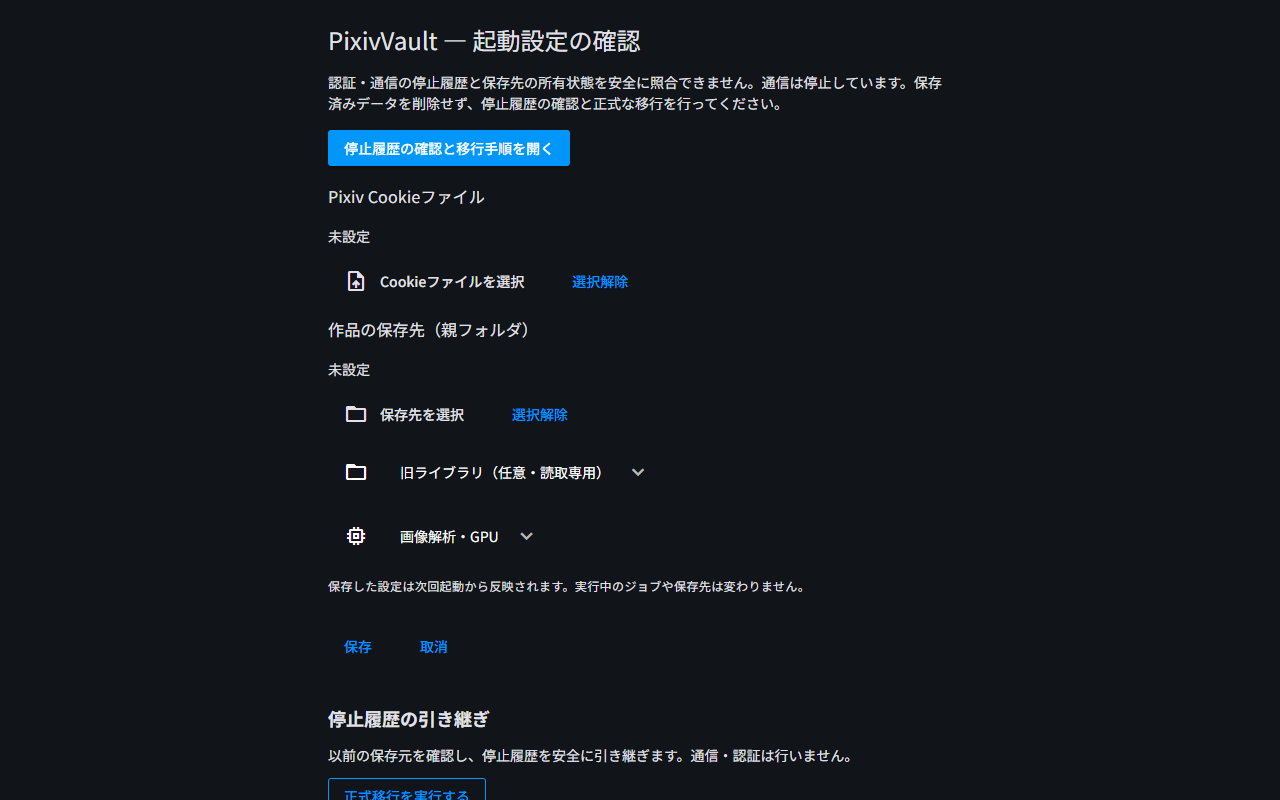 PixivVault — 起動設定の確認
認証・通信の停止履歴と保存先の所有状態を安全に照合できません。通信は停止しています。保存
済みデータを削除せず、停止履歴の確認と正式な移行を行ってください。
停止履歴の確認と移行手順を開く
Pixiv Cookieファイル
未設定
Cookieファイルを選択 選択解除
作品の保存先（親フォルダ）
未設定
保存先を選択 選択解除
旧ライブラリ（任意・読取専用）
画像解析・GPU
保存した設定は次回起動から反映されます。実行中のジョブや保存先は変わりません。
保存 取消
停止履歴の引き継ぎ
以前の保存元を確認し、停止履歴を安全に引き継ぎます。通信・認証は行いません。
正式移行を実行する